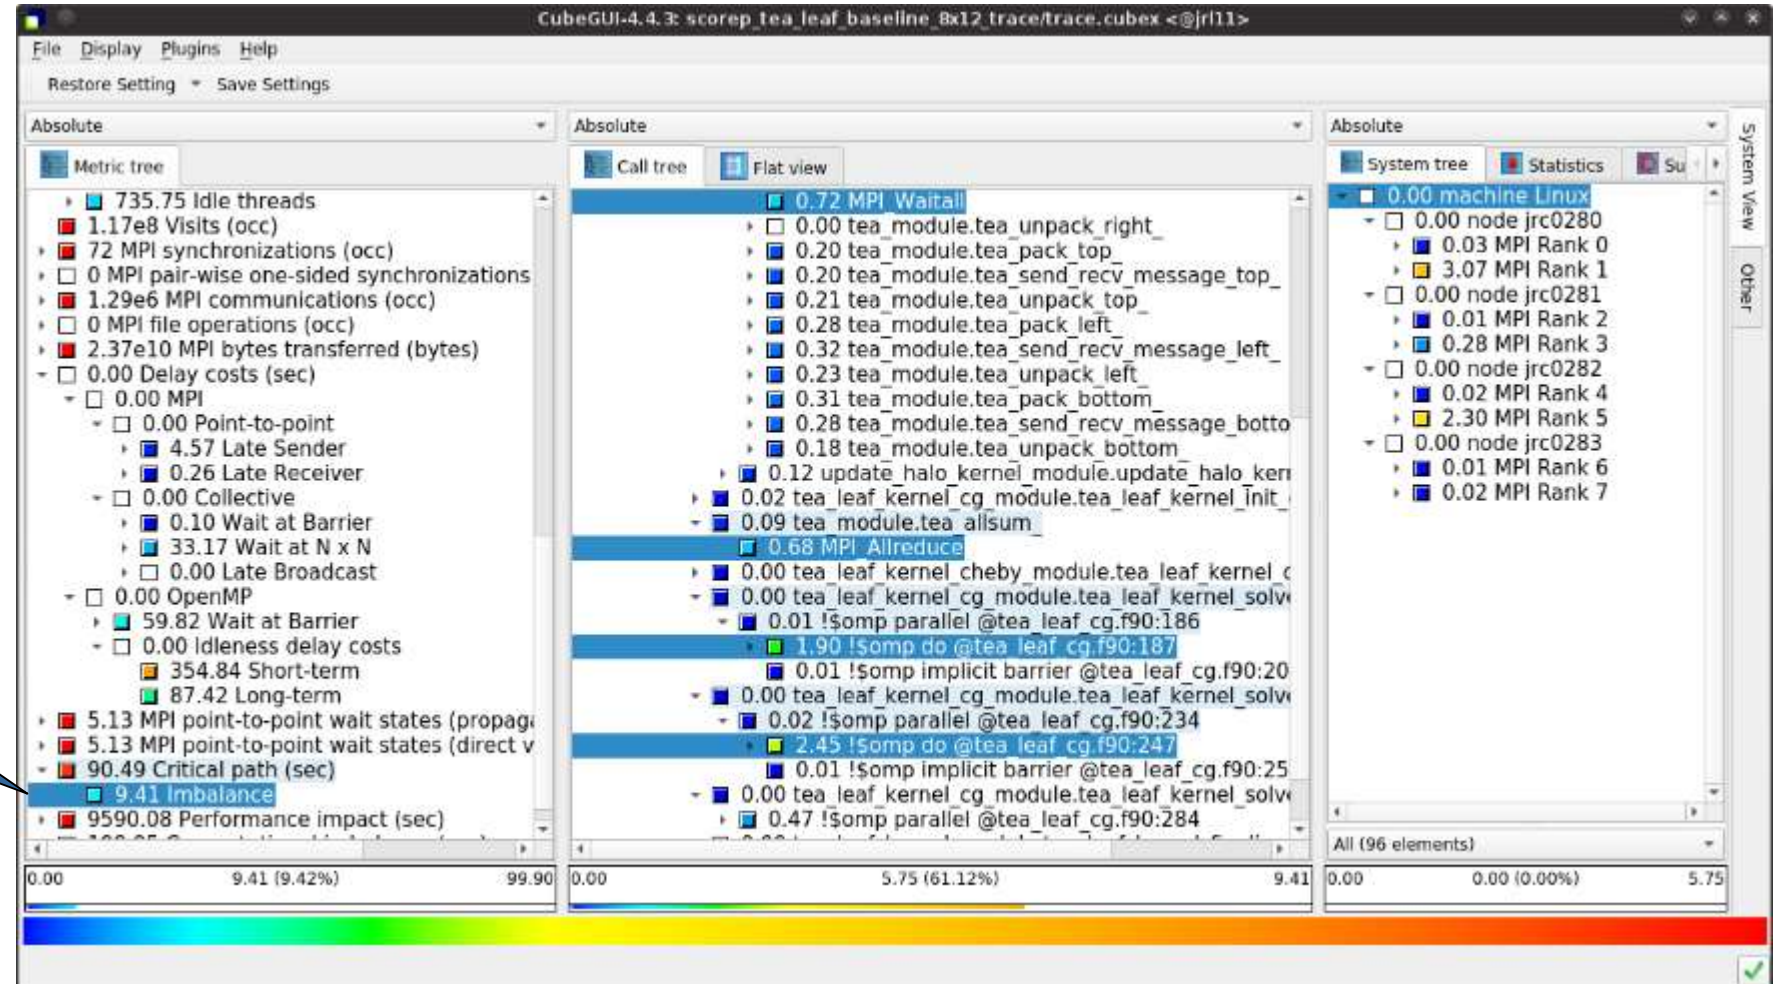 CubeGUI-4.4.3: scorep_tea_leaf_baseline_8x12_trace/trace.cubex <@jrl11>
File Display Plugins Help
Restore Setting Save Settings
Absolute
Metric tree
735.75 Idle threads
1.17e8 Visits (occ)
72 MPI synchronizations (occ)
0 MPI pair-wise one-sided synchronizations
1.29e6 MPI communications (occ)
0 MPI file operations (occ)
2.37e10 MPI bytes transferred (bytes)
0.00 Delay costs (sec)
0.00 MPI
0.00 Point-to-point
4.57 Late Sender
0.26 Late Receiver
0.00 Collective
0.10 Wait at Barrier
33.17 Wait at N x N
0.00 Late Broadcast
0.00 OpenMP
59.82 Wait at Barrier
0.00 Idleness delay costs
354.84 Short-term
87.42 Long-term
5.13 MPI point-to-point wait states (propaga
5.13 MPI point-to-point wait states (direct v
90.49 Critical path (sec)
9.41 Imbalance
9590.08 Performance impact (sec)
0.00 9.41 (9.42%) 99.90
Absolute
Call tree Flat view
0.72 MPI_Waitall
0.00 tea_module.tea_unpack_right_
0.20 tea_module.tea_pack_top_
0.20 tea_module.tea_send_recv_message_top_
0.21 tea_module.tea_unpack_top_
0.28 tea_module.tea_pack_left_
0.32 tea_module.tea_send_recv_message_left_
0.23 tea_module.tea_unpack_left_
0.31 tea_module.tea_pack_bottom_
0.28 tea_module.tea_send_recv_message_botto
0.18 tea_module.tea_unpack_bottom_
0.12 update_halo_kernel_module.update_halo_kern
0.02 tea_leaf_kernel_cg_module.tea_leaf_kernel_init_
0.09 tea_module.tea_allsum_
0.68 MPI_Allreduce
0.00 tea_leaf_kernel_cheby_module.tea_leaf_kernel_c
0.00 tea_leaf_kernel_cg_module.tea_leaf_kernel_solve
0.01 !$omp parallel @tea_leaf_cg.f90:186
1.90 !$omp do @tea_leaf_cg.f90:187
0.01 !$omp implicit barrier @tea_leaf_cg.f90:20
0.00 tea_leaf_kernel_cg_module.tea_leaf_kernel_solve
0.02 !$omp parallel @tea_leaf_cg.f90:234
2.45 !$omp do @tea_leaf_cg.f90:247
0.01 !$omp implicit barrier @tea_leaf_cg.f90:25
0.00 tea_leaf_kernel_cg_module.tea_leaf_kernel_solve
0.47 !$omp parallel @tea_leaf_cg.f90:284
0.00 5.75 (61.12%) 9.41
Absolute
System tree Statistics Su
0.00 machine Linux
0.00 node jrc0280
0.03 MPI Rank 0
3.07 MPI Rank 1
0.00 node jrc0281
0.01 MPI Rank 2
0.28 MPI Rank 3
0.00 node jrc0282
0.02 MPI Rank 4
2.30 MPI Rank 5
0.00 node jrc0283
0.01 MPI Rank 6
0.02 MPI Rank 7
All (96 elements)
0.00 0.00 (0.00%) 5.75
System View
Other